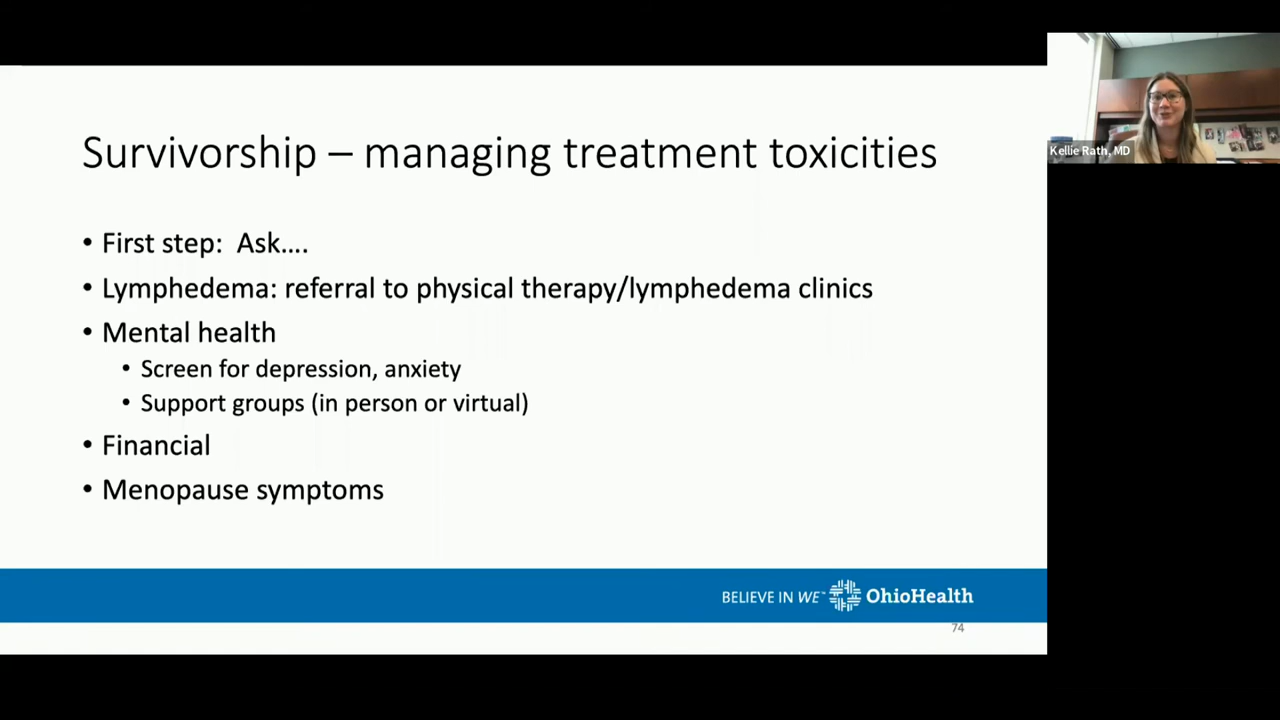 Survivorship – managing treatment toxicities
• First step:  Ask….
• Lymphedema: referral to physical therapy/lymphedema clinics
• Mental health
• Screen for depression, anxiety
• Support groups (in person or virtual)
• Financial
• Menopause symptoms
BELIEVE IN WE™ OhioHealth
74
Kellie Rath, MD